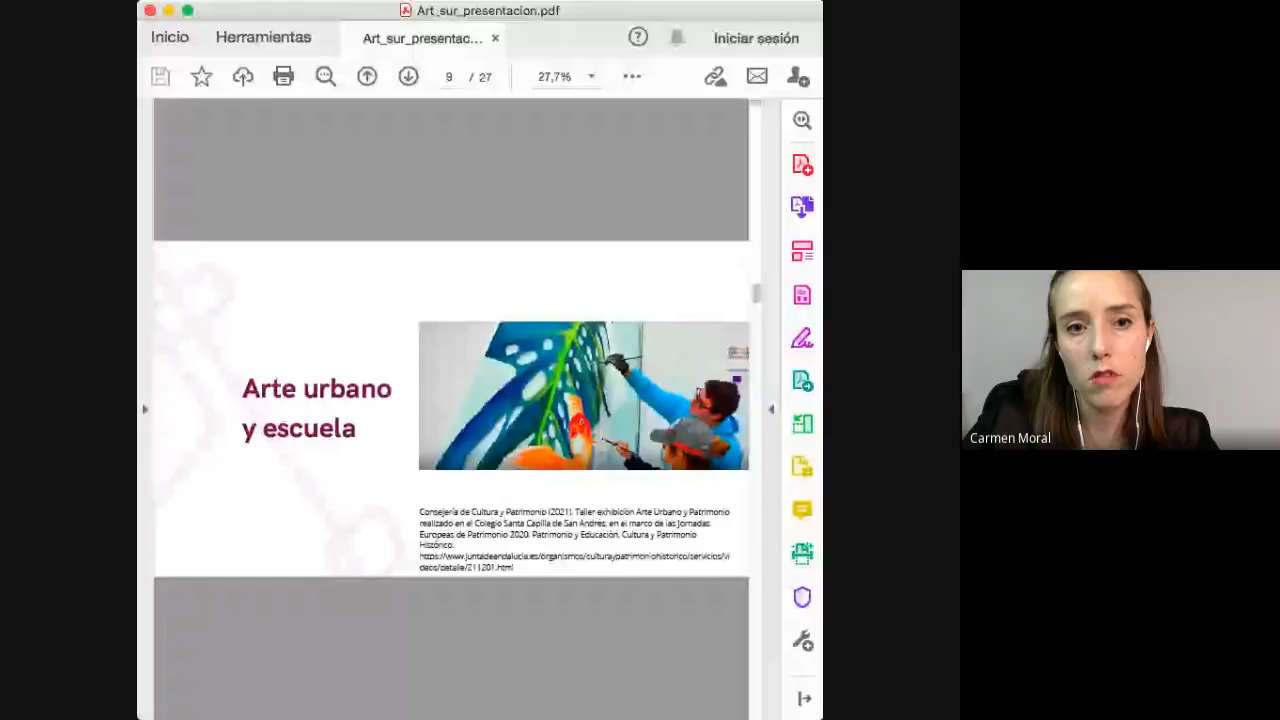 Art_sur_presentacion.pdf
Inicio
Herramientas
Art_sur_presentac...
Iniciar sesión
9 / 27
27,7%
Arte urbano
y escuela
Consejería de Cultura y Patrimonio (2021). Taller exhibición Arte Urbano y Patrimonio
realizado en el Colegio Santa Capilla de San Andrés, en el marco de las Jornadas
Europeas de Patrimonio 2020. Patrimonio y Educación, Cultura y Patrimonio
Histórico.
https://www.juntadeandalucia.es/organismos/culturaypatrimoniohistorico/servicios/vi
deos/detalle/211201.html
Carmen Moral